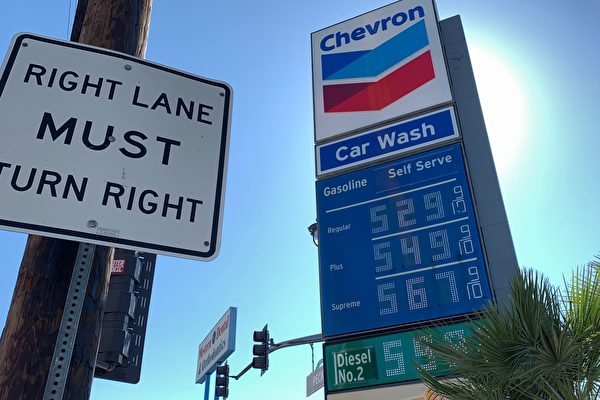 RIGHT LANE
MUST
TURN RIGHT
Chevron
Car Wash
Gasoline Self Serve
Regular 529 9/10
Plus 549 9/10
Supreme 567 9/10
Diesel
No.2